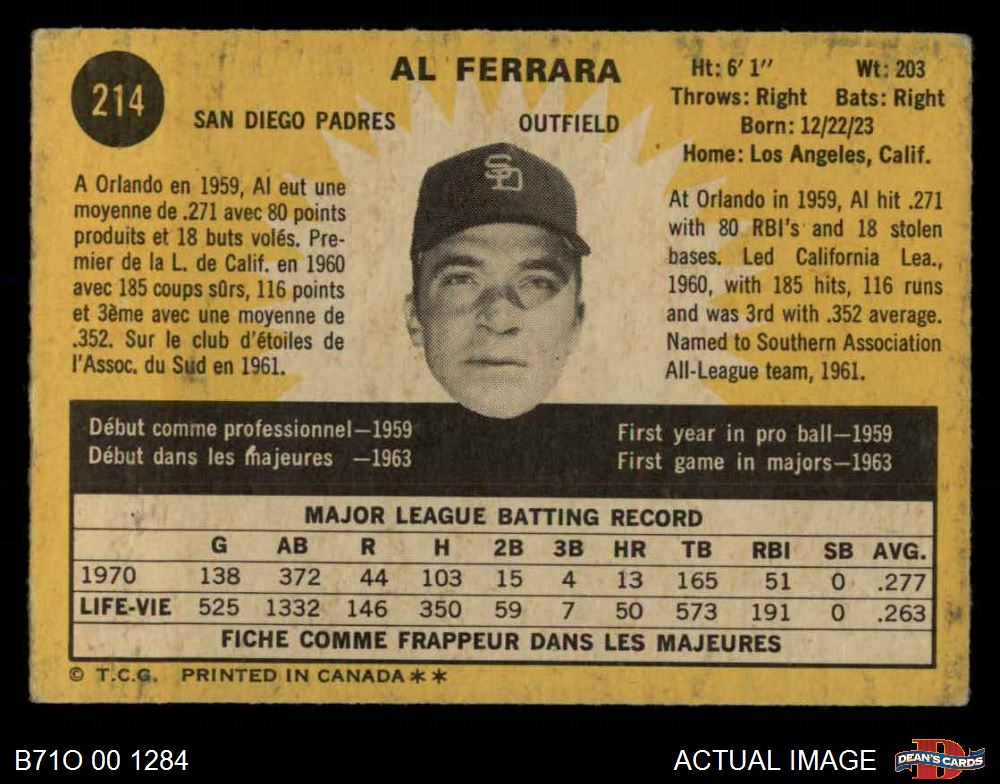 214
AL FERRARA
SAN DIEGO PADRES OUTFIELD
Ht: 6' 1" Wt: 203
Throws: Right Bats: Right
Born: 12/22/23
Home: Los Angeles, Calif.
SD
A Orlando en 1959, Al eut une
moyenne de .271 avec 80 points
produits et 18 buts volés. Pre-
mier de la L. de Calif. en 1960
avec 185 coups sûrs, 116 points
et 3ème avec une moyenne de
.352. Sur le club d'étoiles de
l'Assoc. du Sud en 1961.
At Orlando in 1959, Al hit .271
with 80 RBI's and 18 stolen
bases. Led California Lea.,
1960, with 185 hits, 116 runs
and was 3rd with .352 average.
Named to Southern Association
All-League team, 1961.
Début comme professionnel—1959
Début dans les majeures —1963
First year in pro ball—1959
First game in majors—1963
MAJOR LEAGUE BATTING RECORD
G AB R H 2B 3B HR TB RBI SB AVG.
1970 138 372 44 103 15 4 13 165 51 0 .277
LIFE-VIE 525 1332 146 350 59 7 50 573 191 0 .263
FICHE COMME FRAPPEUR DANS LES MAJEURES
© T.C.G. PRINTED IN CANADA * *
B71O 00 1284
ACTUAL IMAGE
DEAN'S CARDS